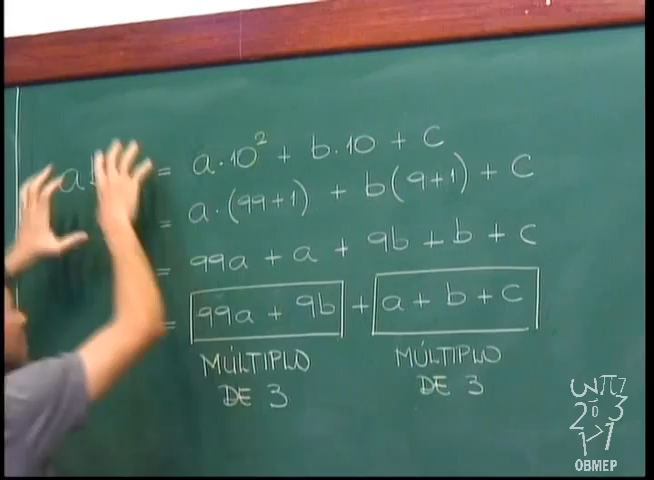 a b = a·10² + b·10 + c
= a·(99+1) + b(9+1) + c
= 99a + a + 9b + b + c
= 99a + 9b + a + b + c
MÚLTIPLO MÚLTIPLO
DE 3 DE 3
OBMEP